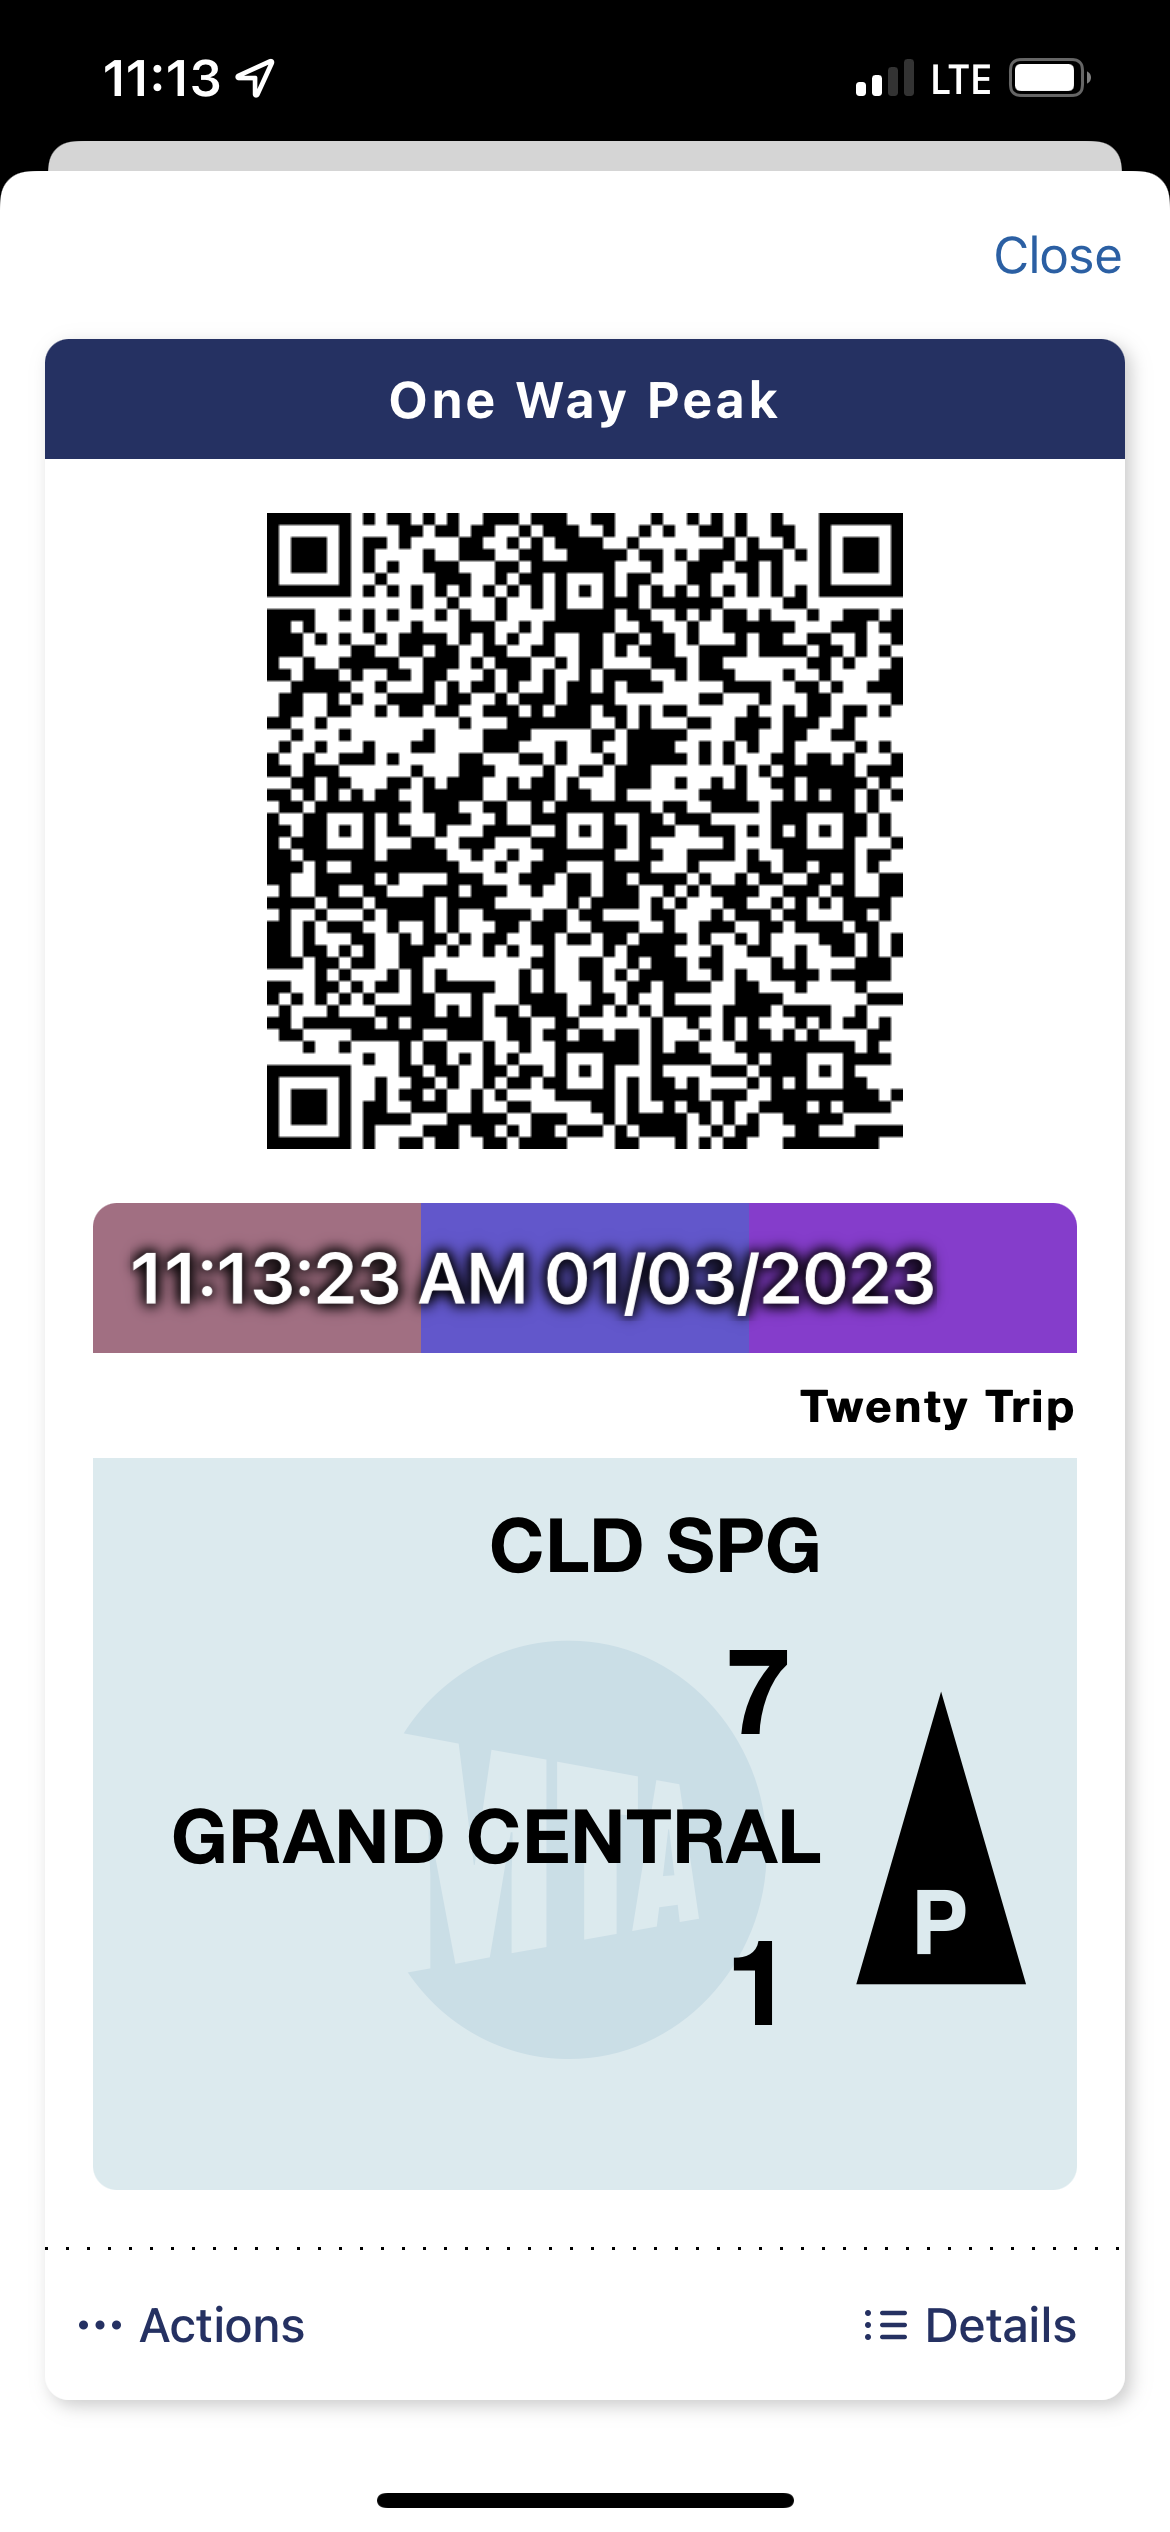 11:13 LTE
Close
One Way Peak
11:13:23 AM 01/03/2023
Twenty Trip
CLD SPG
7
MTA
GRAND CENTRAL
1
P
Actions
Details